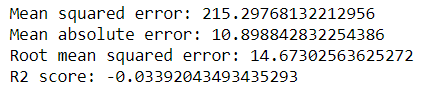 Mean squared error: 215.29768132212956
Mean absolute error: 10.898842832254386
Root mean squared error: 14.67302563625272
R2 score: -0.03392043493435293